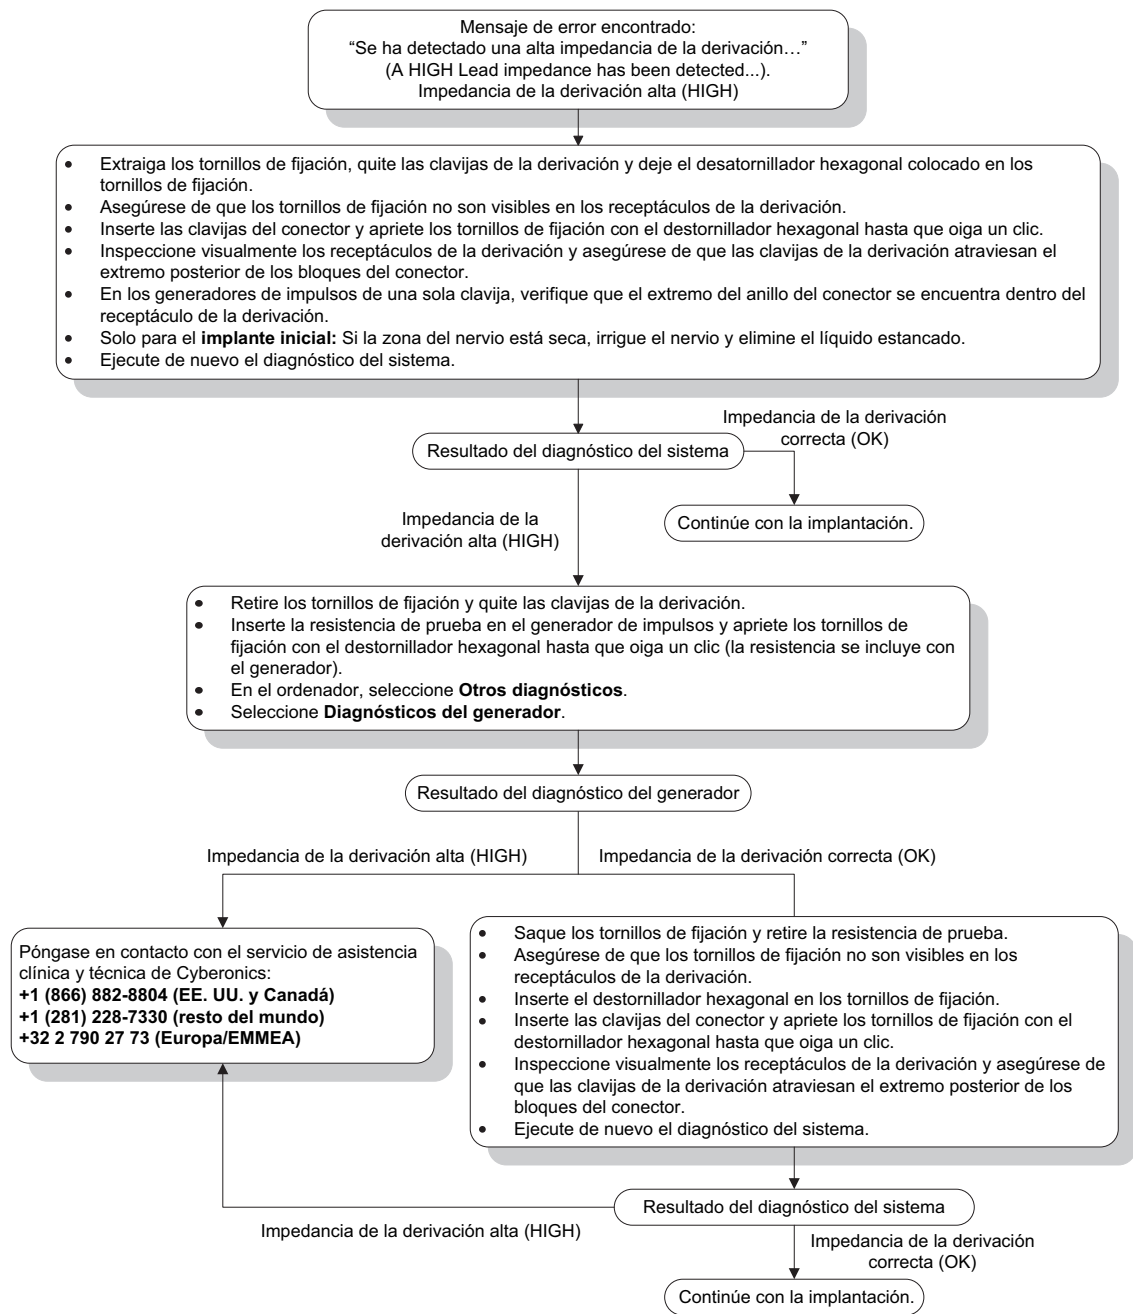 Mensaje de error encontrado:
“Se ha detectado una alta impedancia de la derivación…”
(A HIGH Lead impedance has been detected...).
Impedancia de la derivación alta (HIGH)
• Extraiga los tornillos de fijación, quite las clavijas de la derivación y deje el desatornillador hexagonal colocado en los
tornillos de fijación.
• Asegúrese de que los tornillos de fijación no son visibles en los receptáculos de la derivación.
• Inserte las clavijas del conector y apriete los tornillos de fijación con el destornillador hexagonal hasta que oiga un clic.
• Inspeccione visualmente los receptáculos de la derivación y asegúrese de que las clavijas de la derivación atraviesan el
extremo posterior de los bloques del conector.
• En los generadores de impulsos de una sola clavija, verifique que el extremo del anillo del conector se encuentra dentro del
receptáculo de la derivación.
• Solo para el implante inicial: Si la zona del nervio está seca, irrigue el nervio y elimine el líquido estancado.
• Ejecute de nuevo el diagnóstico del sistema.
Impedancia de la derivación
correcta (OK)
Resultado del diagnóstico del sistema
Impedancia de la
derivación alta (HIGH)
Continúe con la implantación.
• Retire los tornillos de fijación y quite las clavijas de la derivación.
• Inserte la resistencia de prueba en el generador de impulsos y apriete los tornillos de
fijación con el destornillador hexagonal hasta que oiga un clic (la resistencia se incluye con
el generador).
• En el ordenador, seleccione Otros diagnósticos.
• Seleccione Diagnósticos del generador.
Resultado del diagnóstico del generador
Impedancia de la derivación alta (HIGH)
Impedancia de la derivación correcta (OK)
Póngase en contacto con el servicio de asistencia
clínica y técnica de Cyberonics:
+1 (866) 882-8804 (EE. UU. y Canadá)
+1 (281) 228-7330 (resto del mundo)
+32 2 790 27 73 (Europa/EMMEA)
• Saque los tornillos de fijación y retire la resistencia de prueba.
• Asegúrese de que los tornillos de fijación no son visibles en los
receptáculos de la derivación.
• Inserte el destornillador hexagonal en los tornillos de fijación.
• Inserte las clavijas del conector y apriete los tornillos de fijación con el
destornillador hexagonal hasta que oiga un clic.
• Inspeccione visualmente los receptáculos de la derivación y asegúrese de
que las clavijas de la derivación atraviesan el extremo posterior de los
bloques del conector.
• Ejecute de nuevo el diagnóstico del sistema.
Resultado del diagnóstico del sistema
Impedancia de la derivación alta (HIGH)
Impedancia de la derivación
correcta (OK)
Continúe con la implantación.